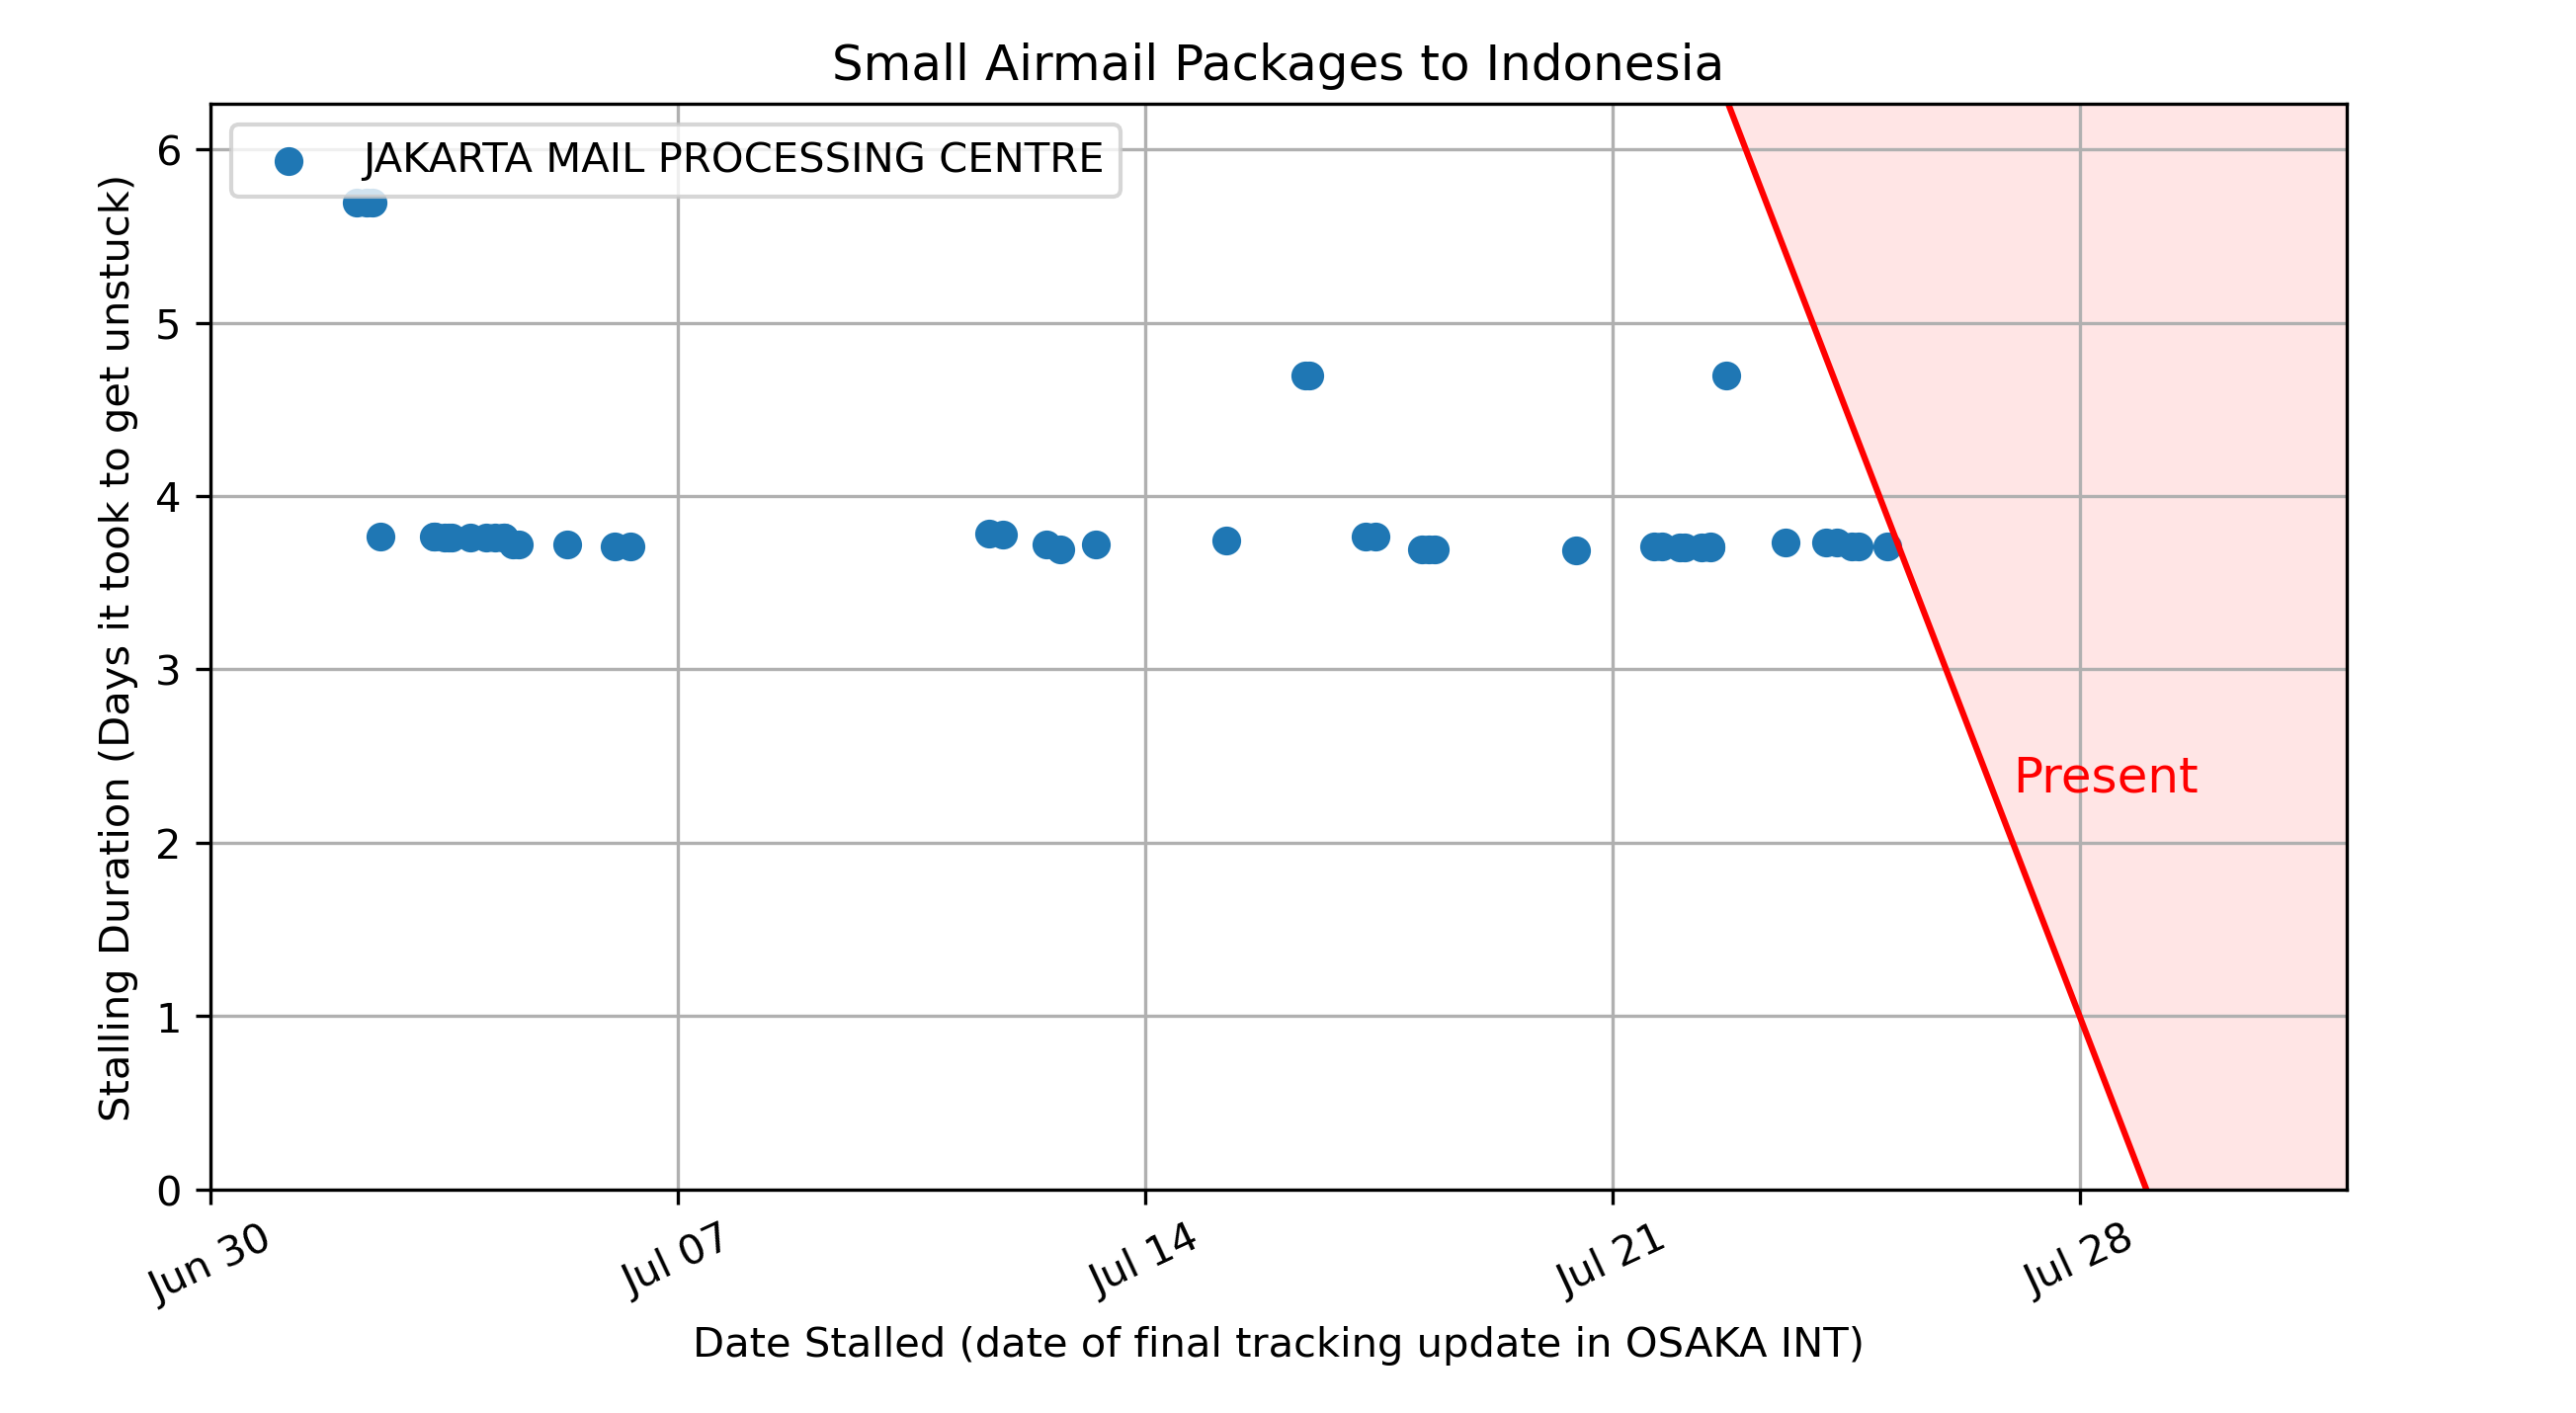 Small Airmail Packages to Indonesia
JAKARTA MAIL PROCESSING CENTRE
Stalling Duration (Days it took to get unstuck)
6
5
4
3
2
1
0
Present
Jun 30
Jul 07
Jul 14
Jul 21
Jul 28
Date Stalled (date of final tracking update in OSAKA INT)